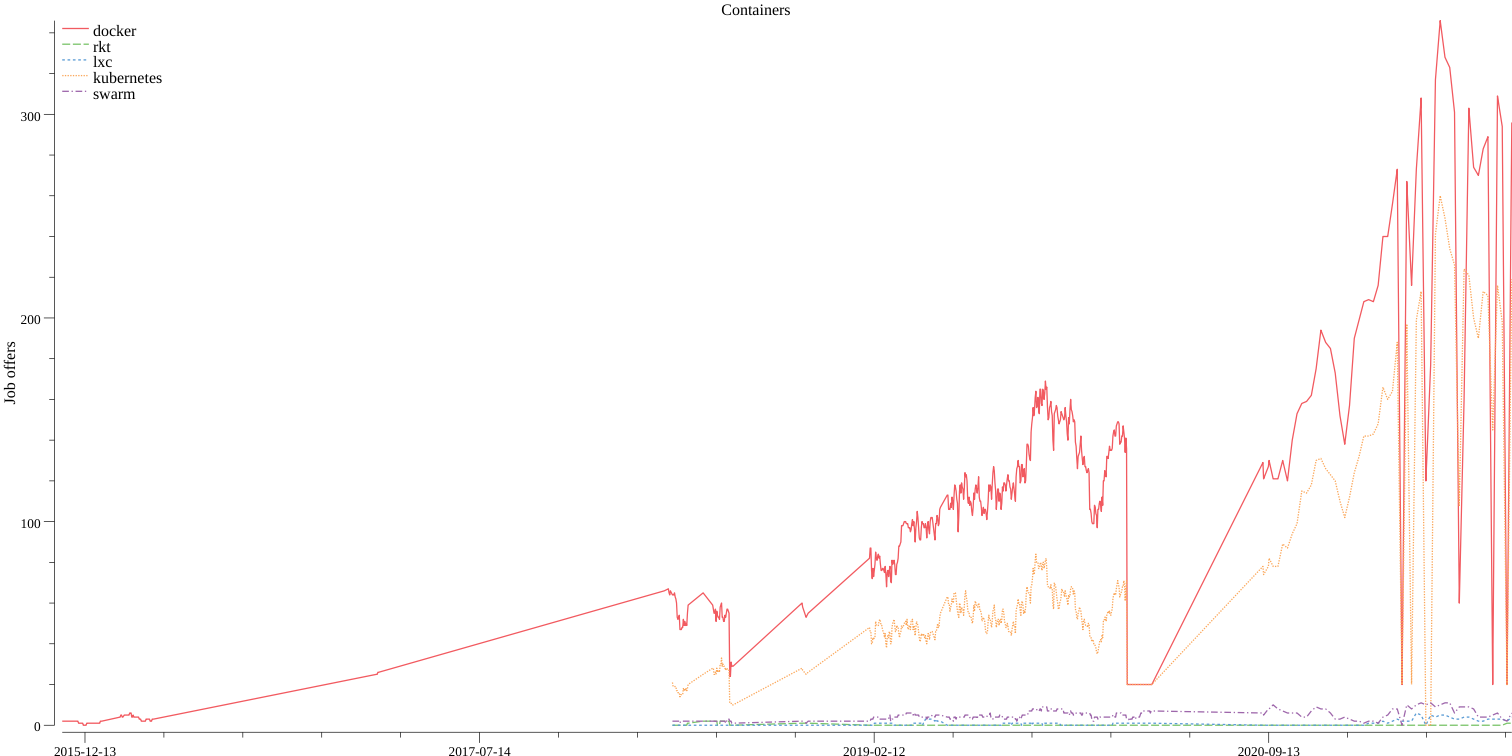 Containers
docker
rkt
lxc
kubernetes
swarm
Job offers
300
200
100
0
2015-12-13
2017-07-14
2019-02-12
2020-09-13